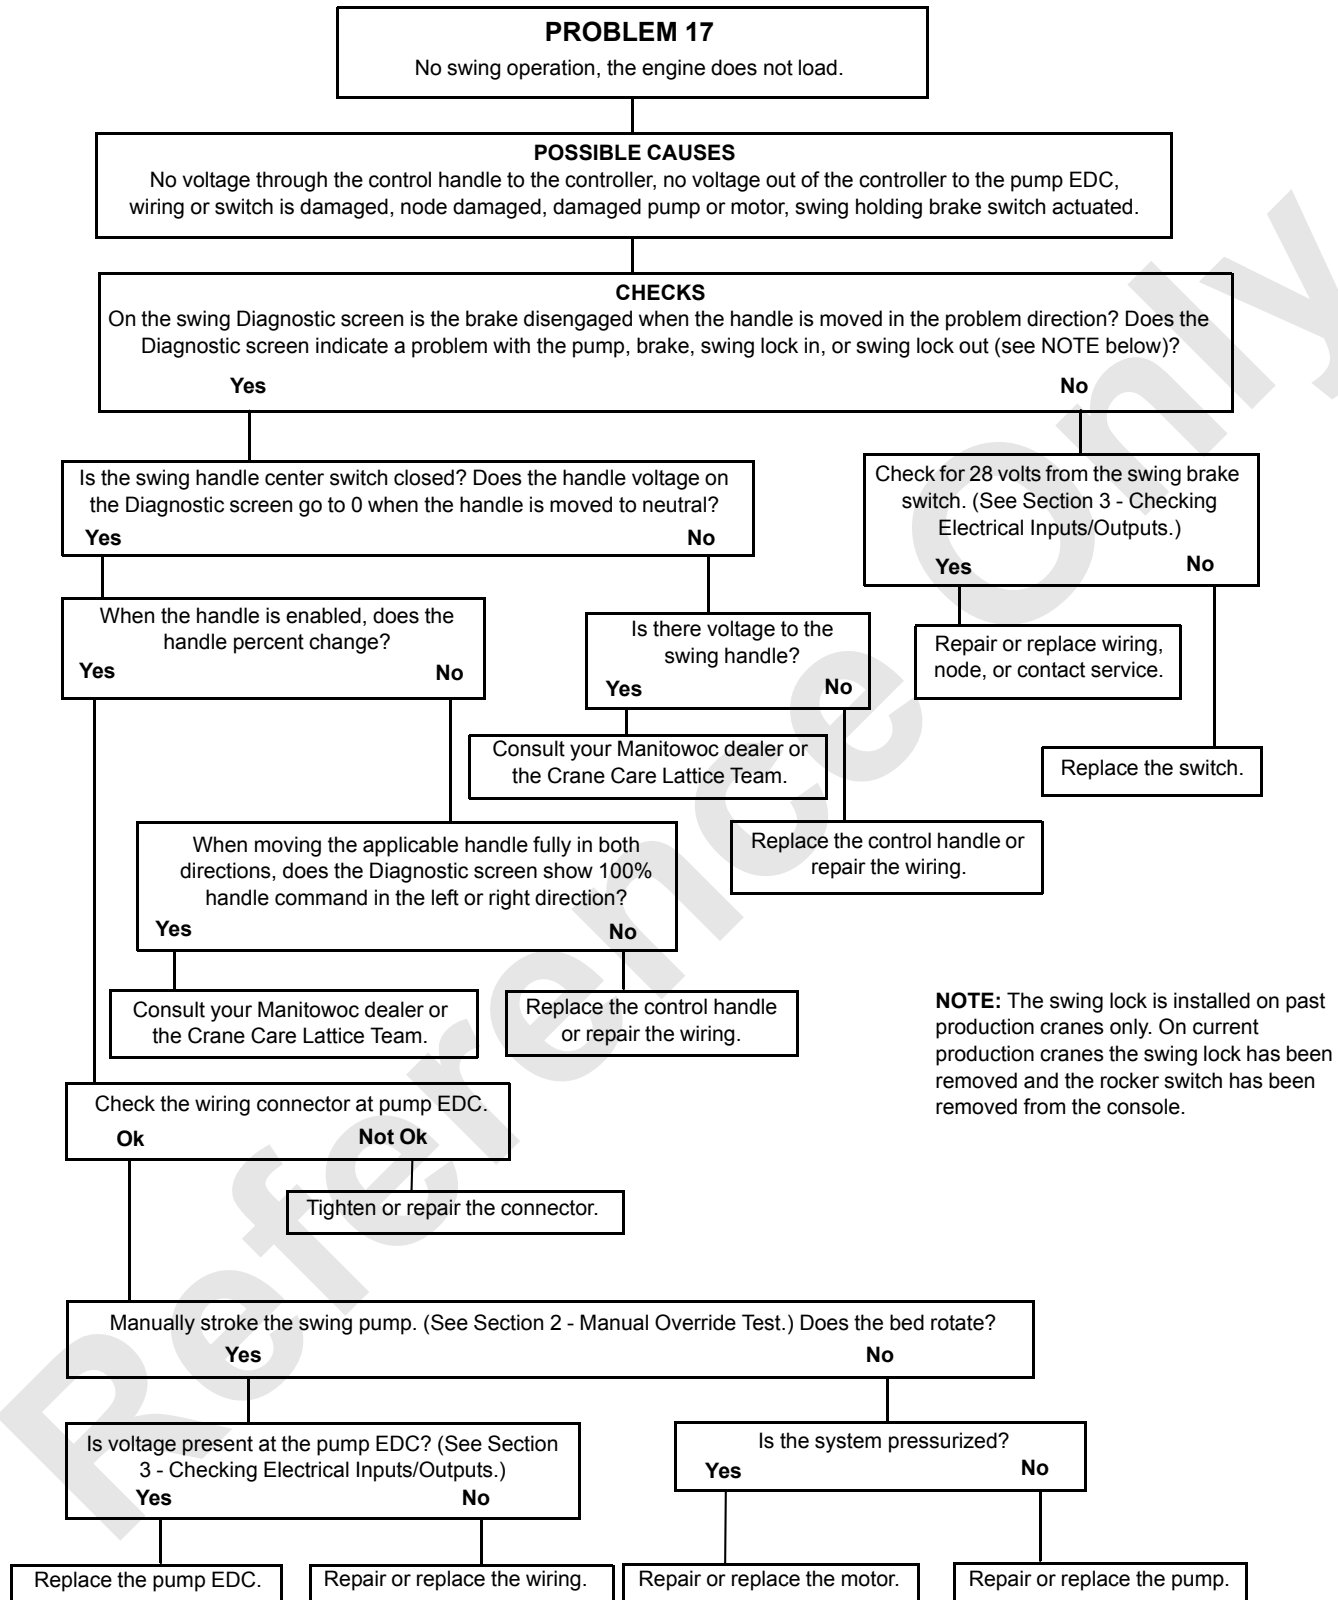 PROBLEM 17
No swing operation, the engine does not load.
POSSIBLE CAUSES
No voltage through the control handle to the controller, no voltage out of the controller to the pump EDC,
wiring or switch is damaged, node damaged, damaged pump or motor, swing holding brake switch actuated.
CHECKS
On the swing Diagnostic screen is the brake disengaged when the handle is moved in the problem direction? Does the
Diagnostic screen indicate a problem with the pump, brake, swing lock in, or swing lock out (see NOTE below)?
Yes
No
Is the swing handle center switch closed? Does the handle voltage on
the Diagnostic screen go to 0 when the handle is moved to neutral?
Yes
No
Check for 28 volts from the swing brake
switch. (See Section 3 - Checking
Electrical Inputs/Outputs.)
Yes
No
When the handle is enabled, does the
handle percent change?
Yes
No
Is there voltage to the
swing handle?
Yes
No
Repair or replace wiring,
node, or contact service.
Consult your Manitowoc dealer or
the Crane Care Lattice Team.
Replace the switch.
When moving the applicable handle fully in both
directions, does the Diagnostic screen show 100%
handle command in the left or right direction?
Yes
No
Replace the control handle or
repair the wiring.
Consult your Manitowoc dealer or
the Crane Care Lattice Team.
Replace the control handle
or repair the wiring.
NOTE: The swing lock is installed on past
production cranes only. On current
production cranes the swing lock has been
removed and the rocker switch has been
removed from the console.
Check the wiring connector at pump EDC.
Ok
Not Ok
Tighten or repair the connector.
Manually stroke the swing pump. (See Section 2 - Manual Override Test.) Does the bed rotate?
Yes
No
Is voltage present at the pump EDC? (See Section
3 - Checking Electrical Inputs/Outputs.)
Yes
No
Is the system pressurized?
Yes
No
Replace the pump EDC.
Repair or replace the wiring.
Repair or replace the motor.
Repair or replace the pump.
Reference Only